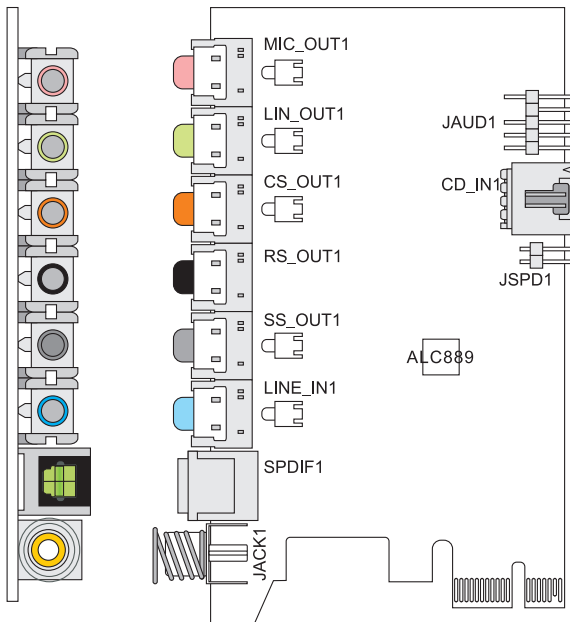 MIC_OUT1
LIN_OUT1
JAUD1
CS_OUT1
CD_IN1
RS_OUT1
JSPD1
SS_OUT1
ALC889
LINE_IN1
SPDIF1
JACK1